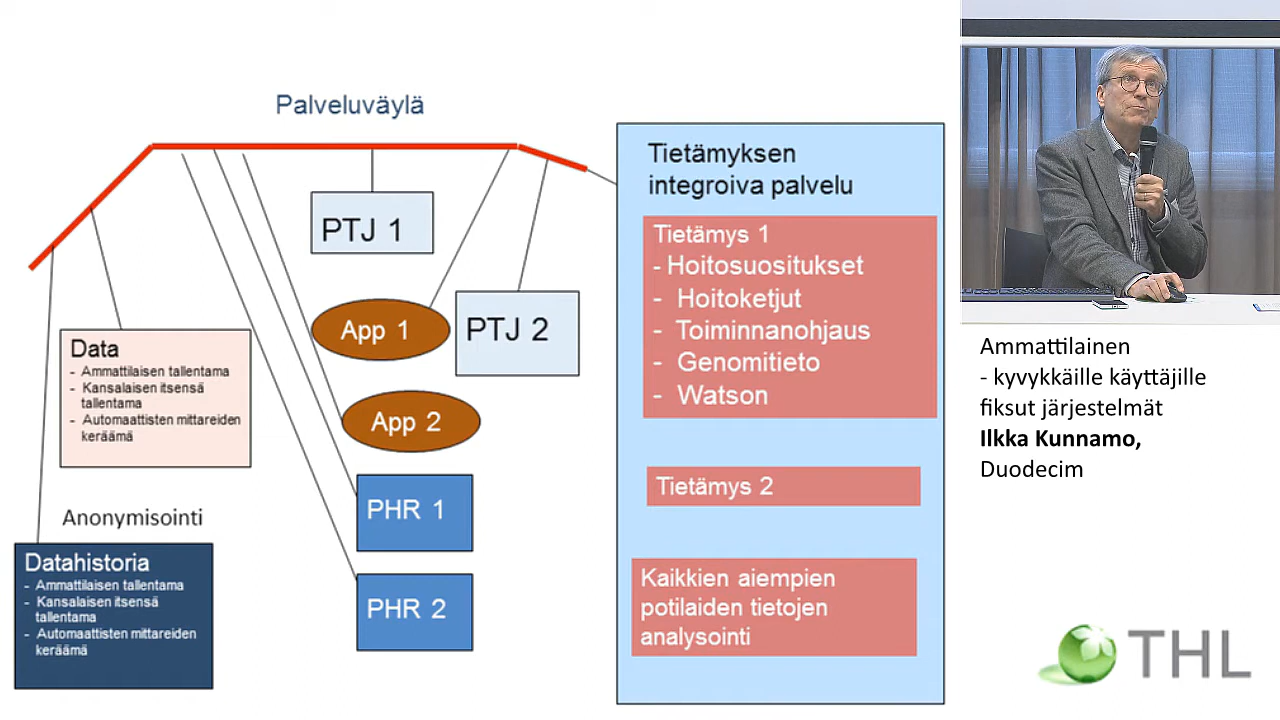 Palveluväylä
PTJ 1
App 1
PTJ 2
App 2
PHR 1
PHR 2
Data
- Ammattilaisen tallentama
- Kansalaisen itsensä
tallentama
- Automaattisten mittareiden
keräämä
Anonymisointi
Datahistoria
- Ammattilaisen tallentama
- Kansalaisen itsensä
tallentama
- Automaattisten mittareiden
keräämä
Tietämyksen
integroiva palvelu
Tietämys 1
- Hoitosuositukset
- Hoitoketjut
- Toiminnanohjaus
- Genomitieto
- Watson
Tietämys 2
Kaikkien aiempien
potilaiden tietojen
analysointi
Ammattilainen
- kyvykkäille käyttäjille
fiksut järjestelmät
Ilkka Kunnamo,
Duodecim
THL